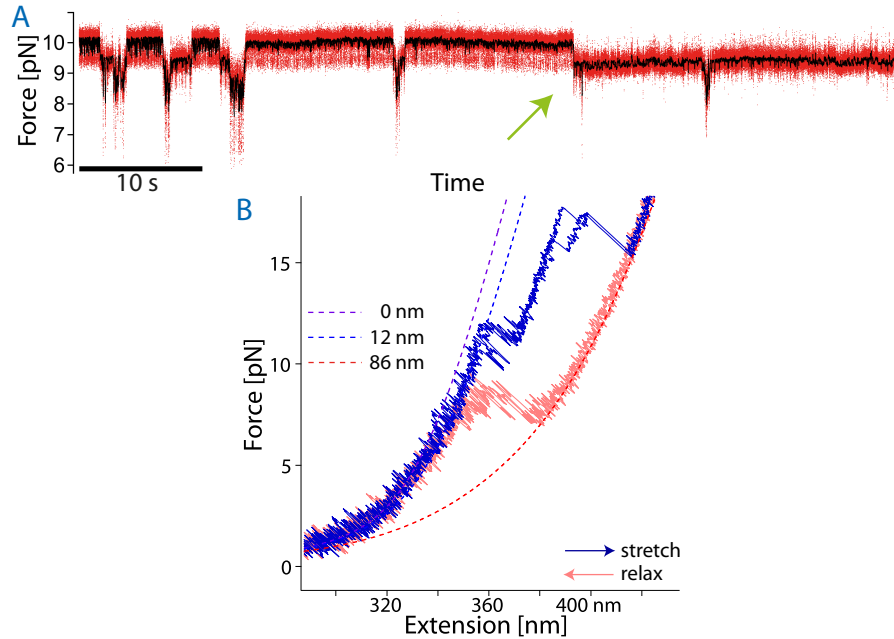 A
Force [pN]
10
9
8
7
6
10 s
Time
B
Force [pN]
15
10
5
0
0 nm
12 nm
86 nm
stretch
relax
320
360
400 nm
Extension [nm]